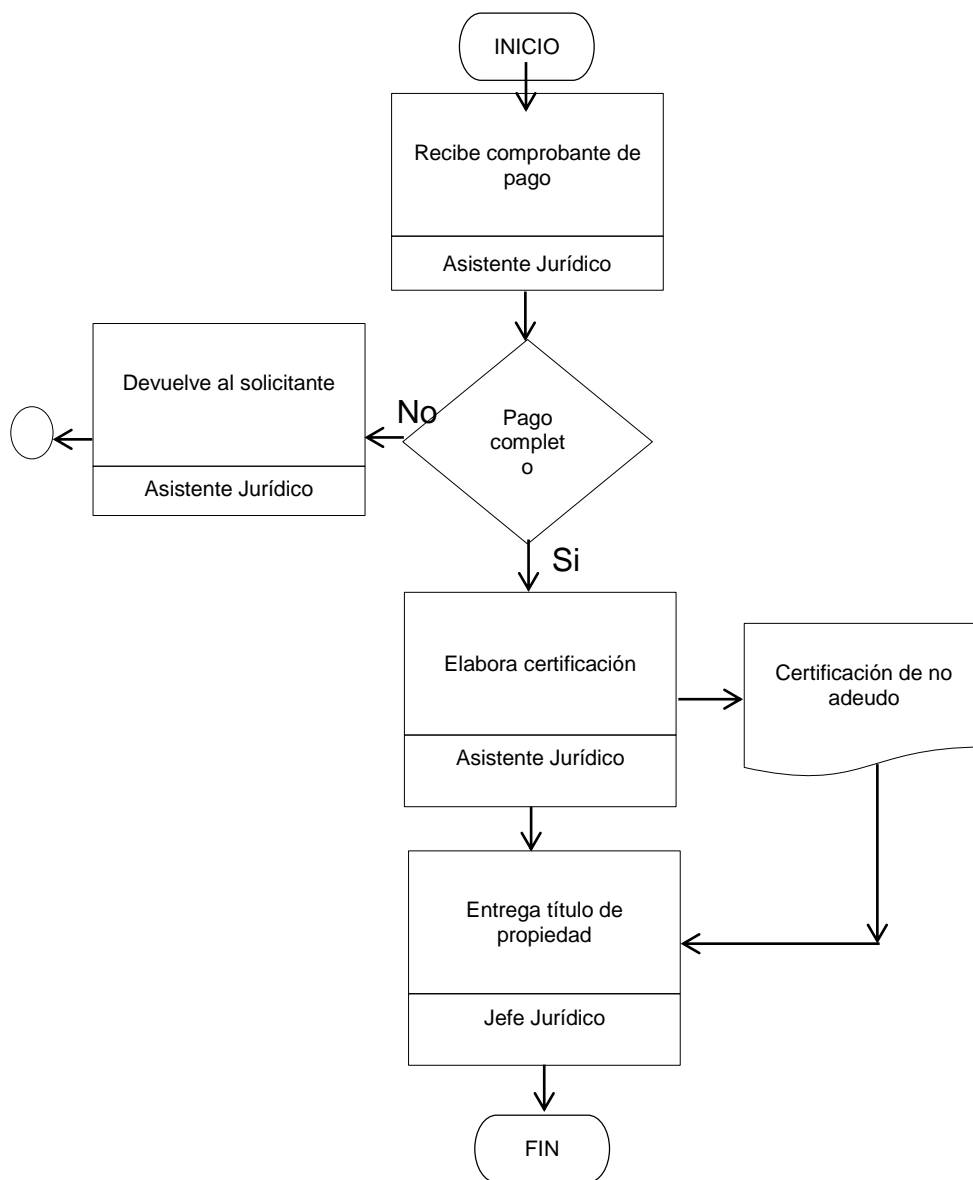 INICIO
Recibe comprobante de
pago
Asistente Jurídico
Devuelve al solicitante
Asistente Jurídico
No
Pago
complet
o
Si
Elabora certificación
Asistente Jurídico
Certificación de no
adeudo
Entrega título de
propiedad
Jefe Jurídico
FIN